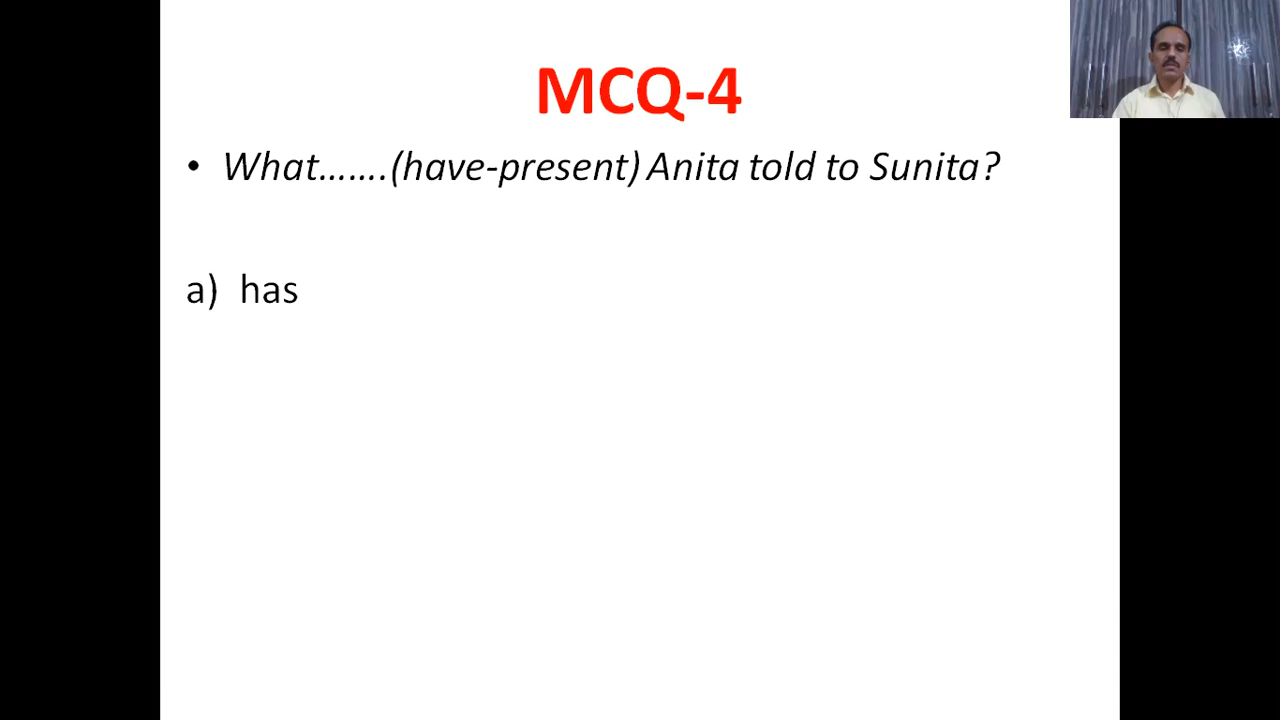 MCQ-4
• What.......(have-present) Anita told to Sunita?
a) has